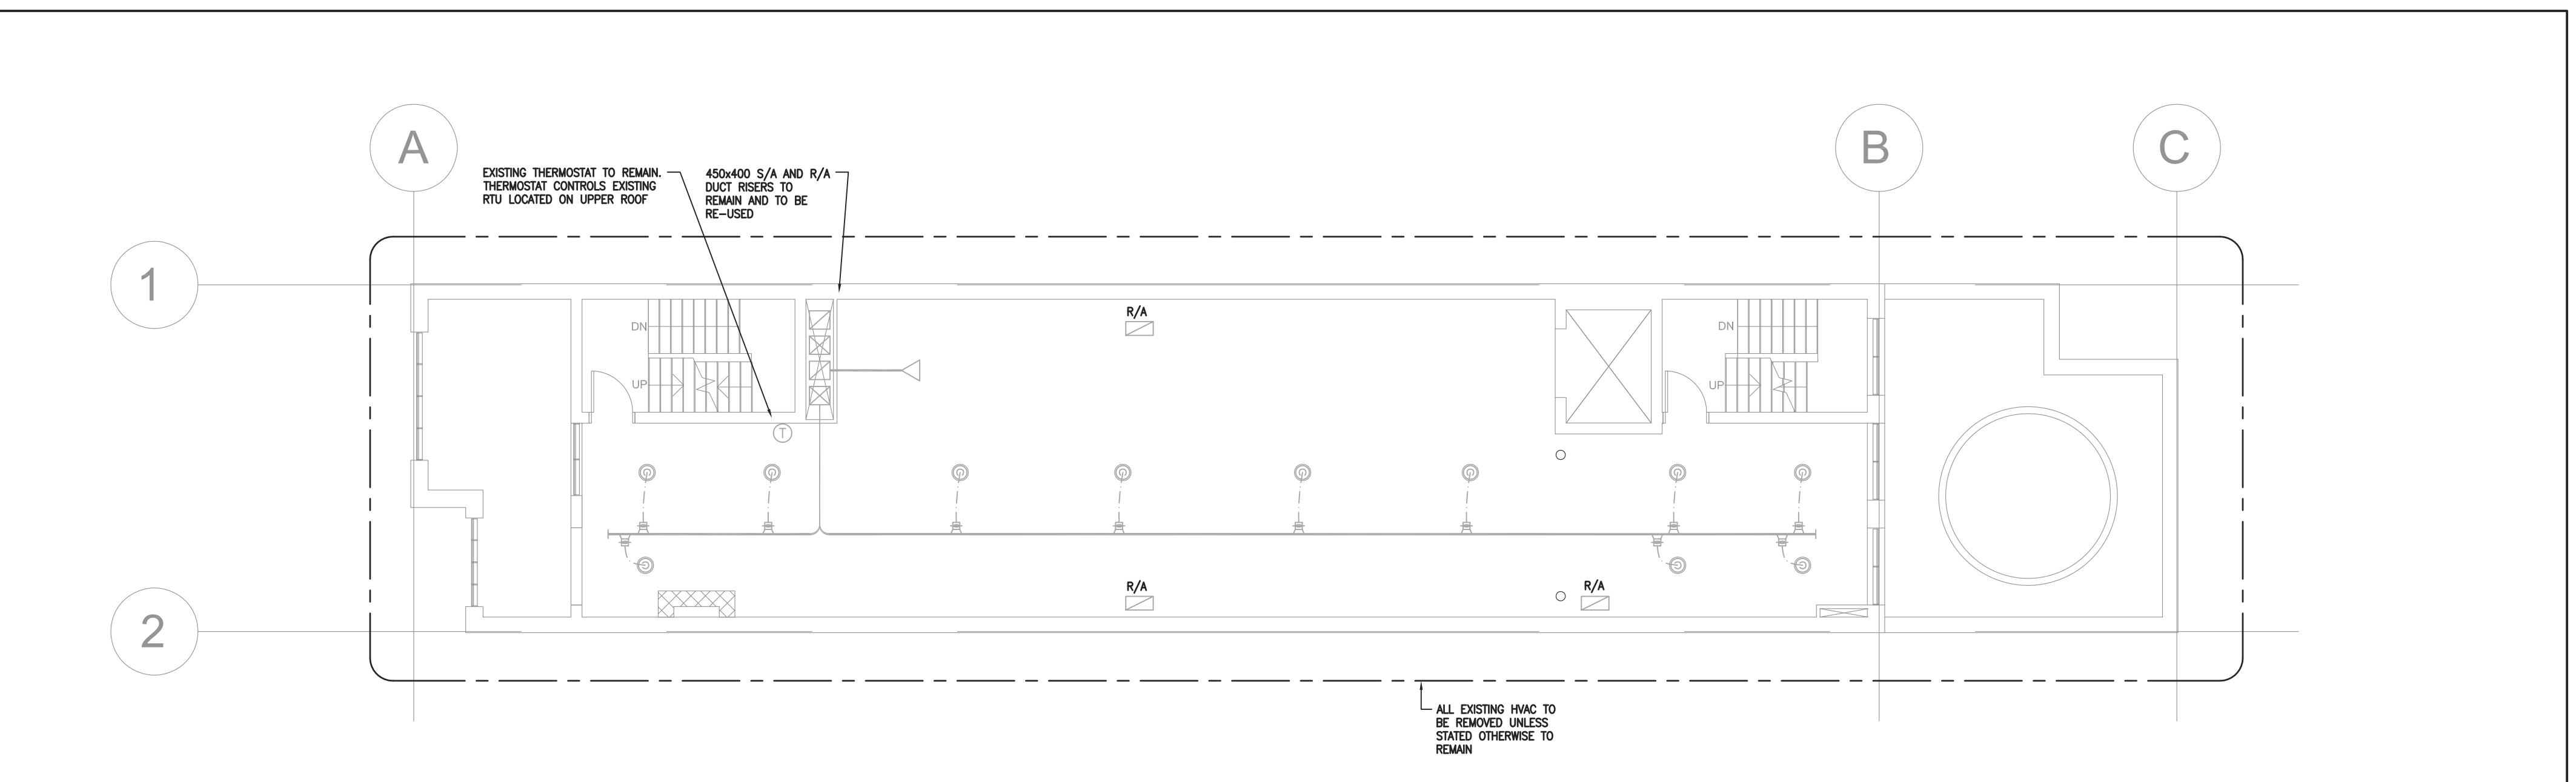 A
B
C
EXISTING THERMOSTAT TO REMAIN.
THERMOSTAT CONTROLS EXISTING
RTU LOCATED ON UPPER ROOF
450x400 S/A AND R/A
DUCT RISERS TO
REMAIN AND TO BE
RE-USED
1
R/A
DN
DN
UP
UP
T
R/A
R/A
2
ALL EXISTING HVAC TO
BE REMOVED UNLESS
STATED OTHERWISE TO
REMAIN